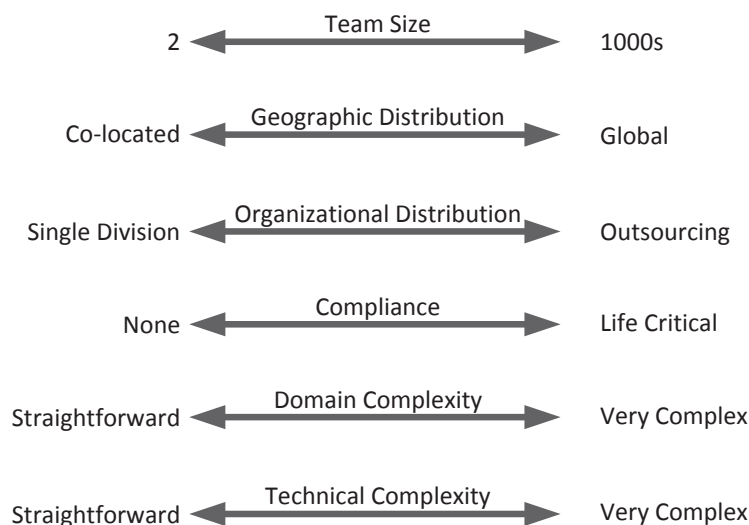 Team Size
2 1000s
Geographic Distribution
Co-located Global
Organizational Distribution
Single Division Outsourcing
Compliance
None Life Critical
Domain Complexity
Straightforward Very Complex
Technical Complexity
Straightforward Very Complex